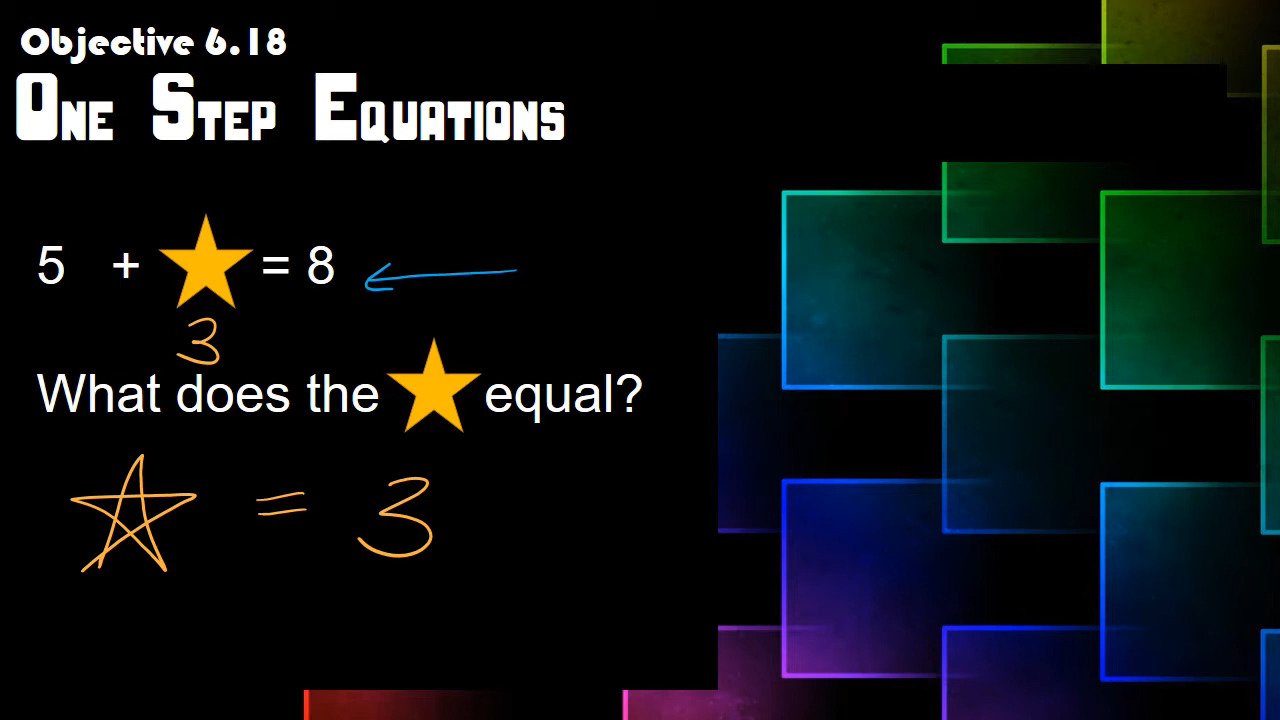 Objective 6.18
One Step Equations
5 + = 8
3
What does the equal?
= 3